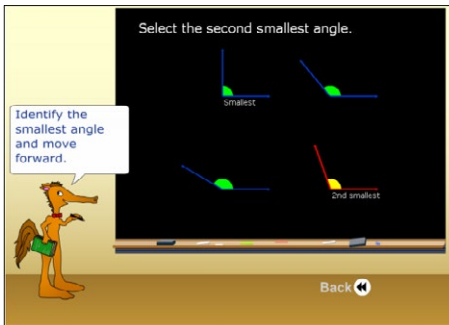 Select the second smallest angle.
Smallest
Identify the
smallest angle
and move
forward.
2nd smallest
Back